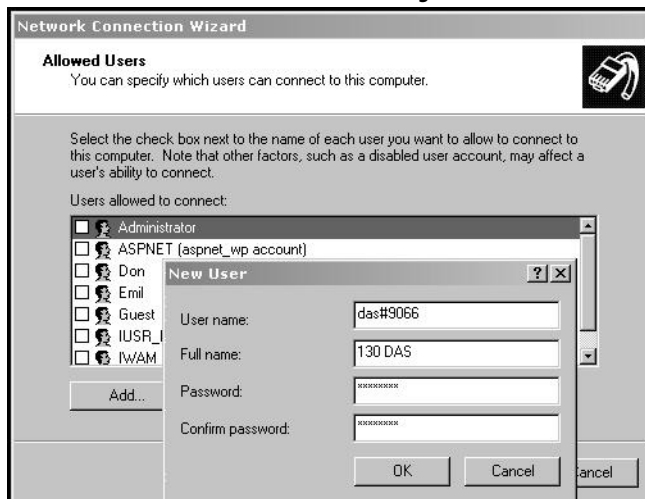 Network Connection Wizard
Allowed Users
You can specify which users can connect to this computer.
Select the check box next to the name of each user you want to allow to connect to
this computer. Note that other factors, such as a disabled user account, may affect a
user's ability to connect.
Users allowed to connect:
Administrator
ASPNET (aspnet_wp account)
Don
Emil
Guest
IUSR_
IWAM
Add...
New User
User name:
das#9066
Full name:
130 DAS
Password:
xxxxxxxx
Confirm password:
xxxxxxxx
OK
Cancel
ancel